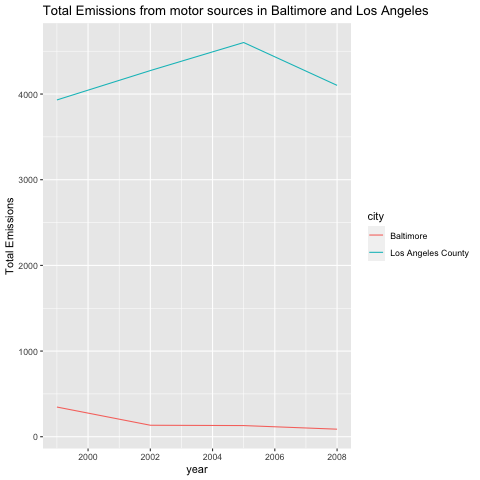 Total Emissions from motor sources in Baltimore and Los Angeles
Total Emissions
4000
3000
2000
1000
0
2000 2002 2004 2006 2008
year
city
Baltimore
Los Angeles County